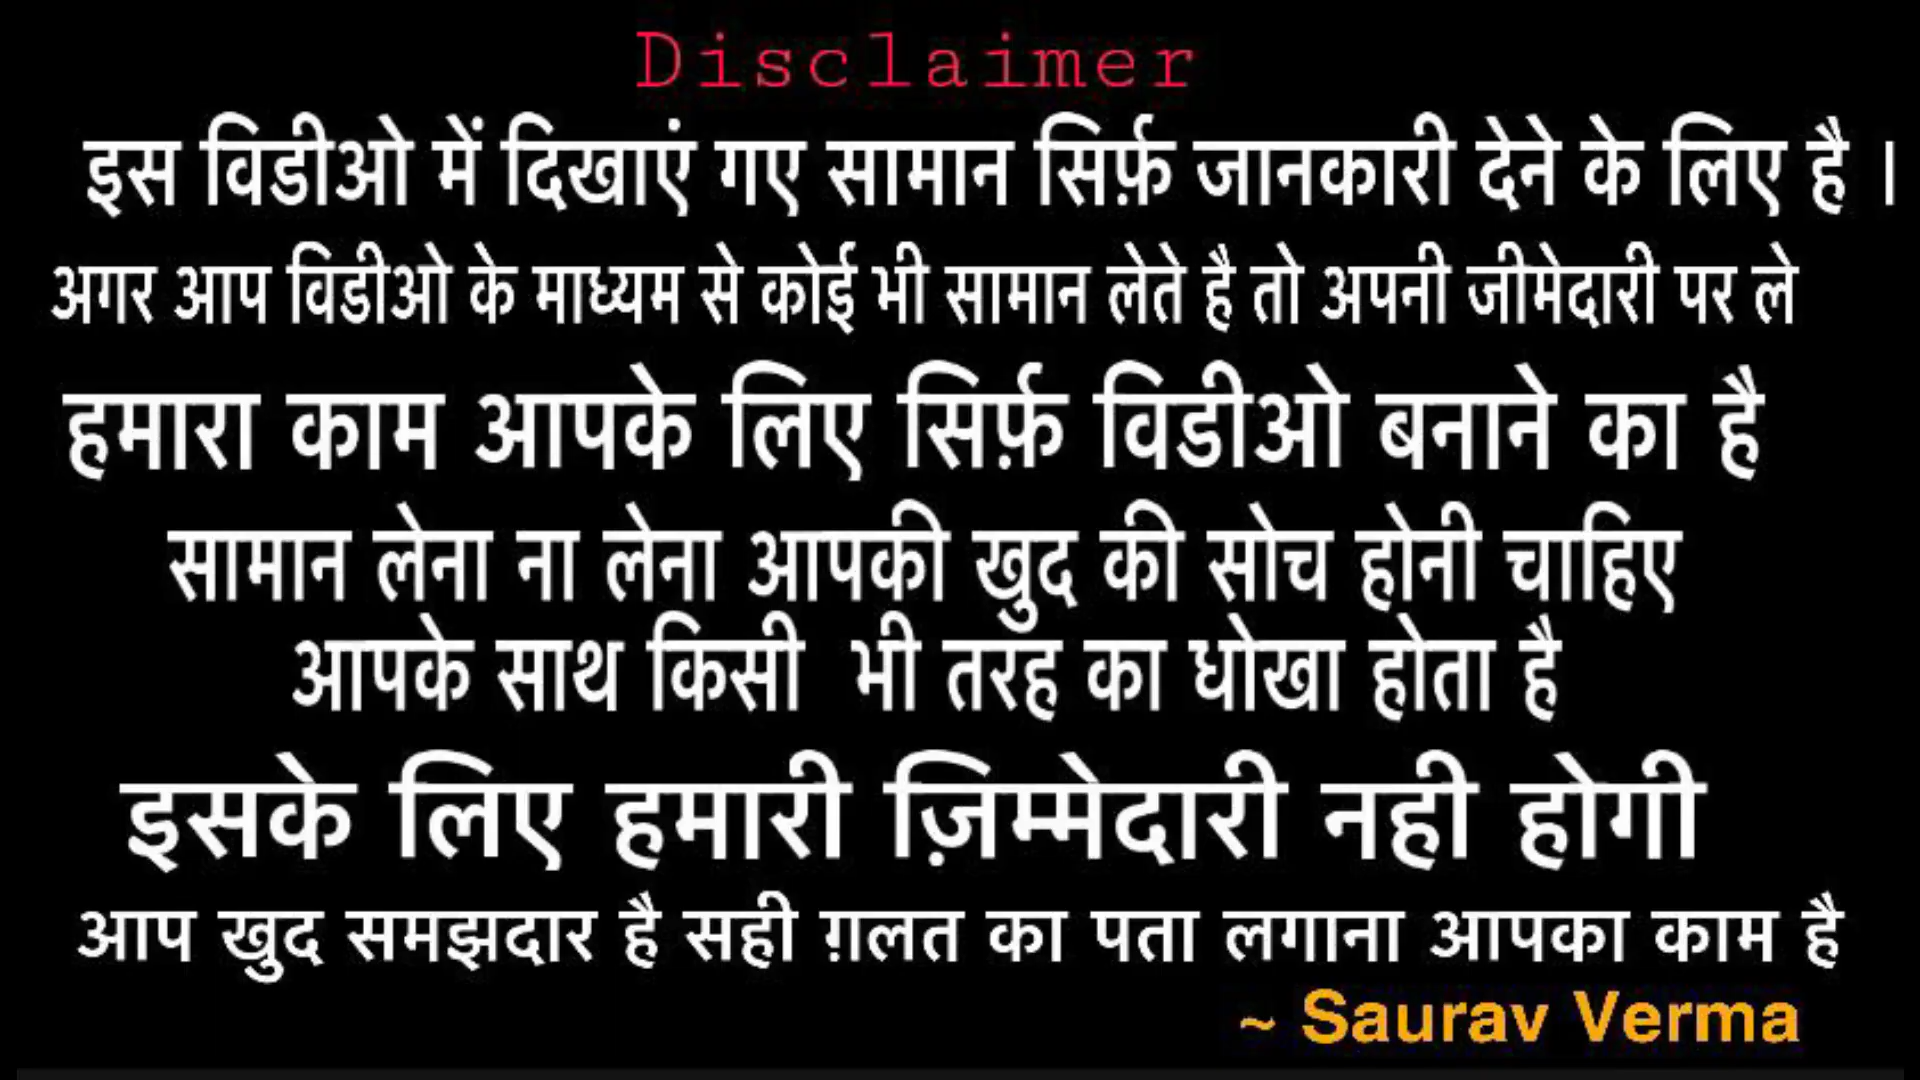 Disclaimer
इस विडीओ में दिखाएं गए सामान सिर्फ़ जानकारी देने के लिए है ।
अगर आप विडीओ के माध्यम से कोई भी सामान लेते है तो अपनी जीमेदारी पर ले
हमारा काम आपके लिए सिर्फ़ विडीओ बनाने का है
सामान लेना ना लेना आपकी खुद की सोच होनी चाहिए
आपके साथ किसी भी तरह का धोखा होता है
इसके लिए हमारी ज़िम्मेदारी नही होगी
आप खुद समझदार है सही ग़लत का पता लगाना आपका काम है
~ Saurav Verma